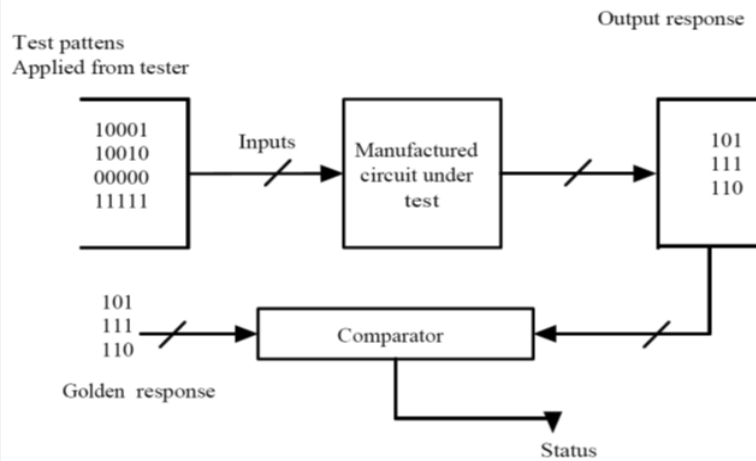 Output response
Test pattens
Applied from tester
10001
10010
00000
11111
Inputs
Manufactured
circuit under
test
101
111
110
101
111
110
Comparator
Golden response
Status